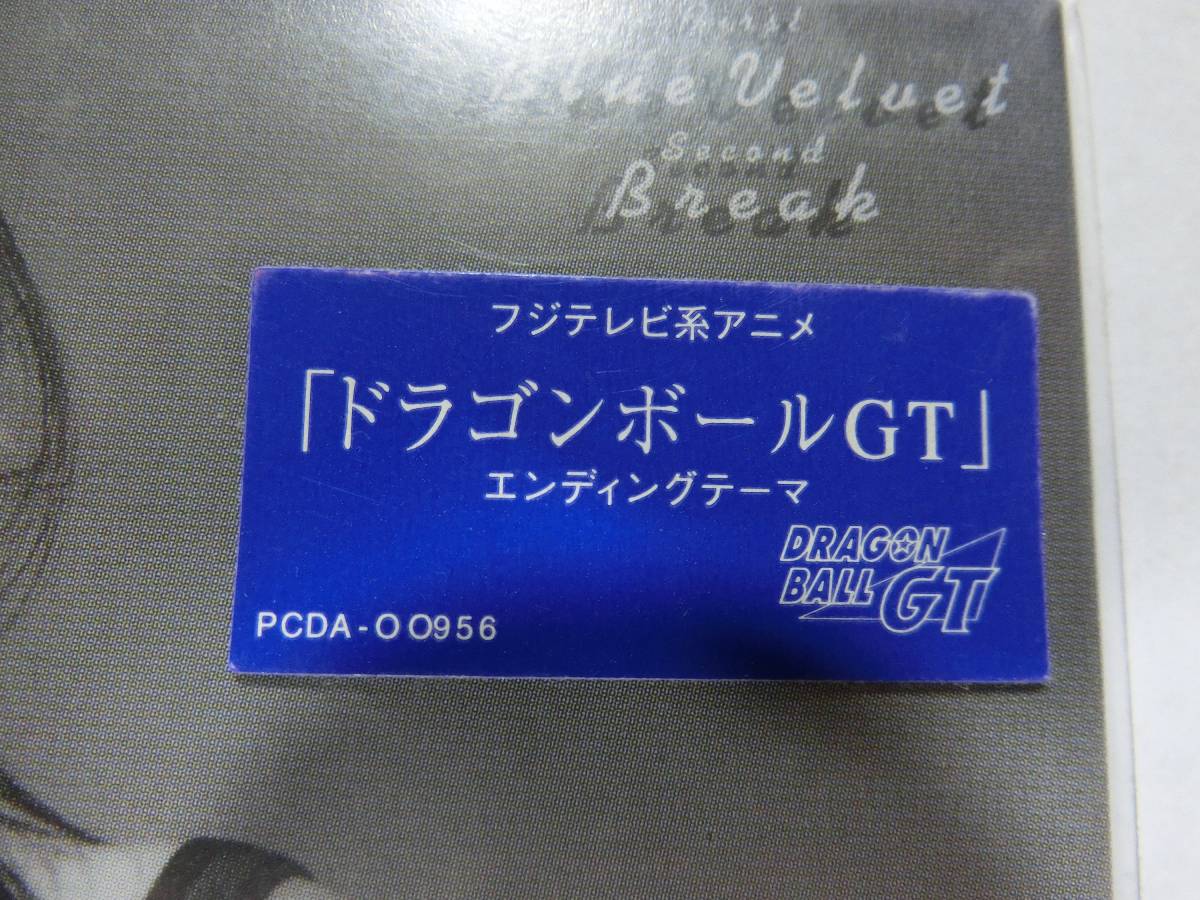 First
Blue Velvet
Second
Break
フジテレビ系アニメ
「ドラゴンボールGT」
エンディングテーマ
DRAGON
BALL GT
PCDA-00956